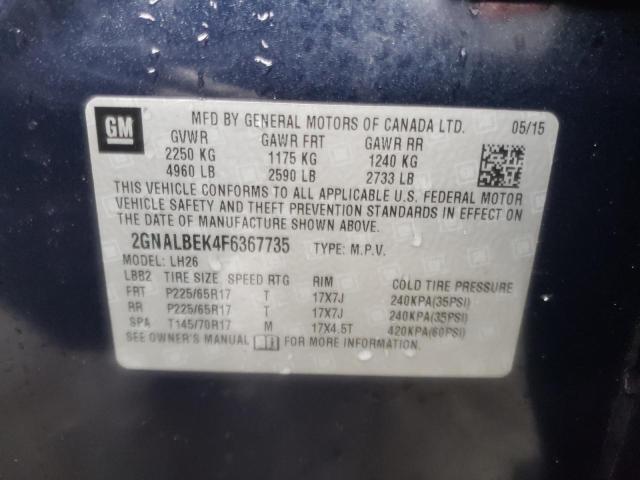 GM
MFD BY GENERAL MOTORS OF CANADA LTD. 05/15
GVWR GAWR FRT GAWR RR
2250 KG 1175 KG 1240 KG
4960 LB 2590 LB 2733 LB
THIS VEHICLE CONFORMS TO ALL APPLICABLE U.S. FEDERAL MOTOR
VEHICLE SAFETY AND THEFT PREVENTION STANDARDS IN EFFECT ON
THE DATE OF MANUFACTURE SHOWN ABOVE.
2GNALBEK4F6367735 TYPE: M.P.V.
MODEL: LH26
LBB2 TIRE SIZE SPEED RTG RIM COLD TIRE PRESSURE
FRT P225/65R17 T 17X7J 240KPA(35PSI)
RR P225/65R17 T 17X7J 240KPA(35PSI)
SPA T145/70R17 M 17X4.5T 420KPA(60PSI)
SEE OWNER'S MANUAL FOR MORE INFORMATION.